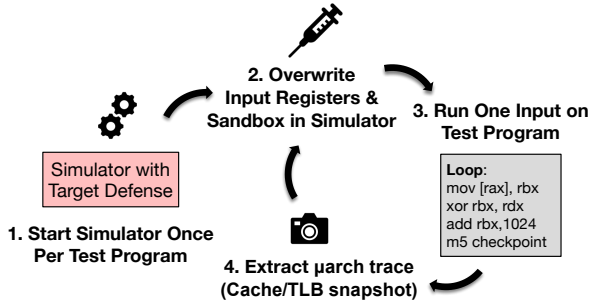 2. Overwrite
Input Registers &
Sandbox in Simulator
3. Run One Input on
Test Program
Simulator with
Target Defense
Loop:
mov [rax], rbx
xor rbx, rdx
add rbx,1024
m5 checkpoint
1. Start Simulator Once
Per Test Program
4. Extract µarch trace
(Cache/TLB snapshot)